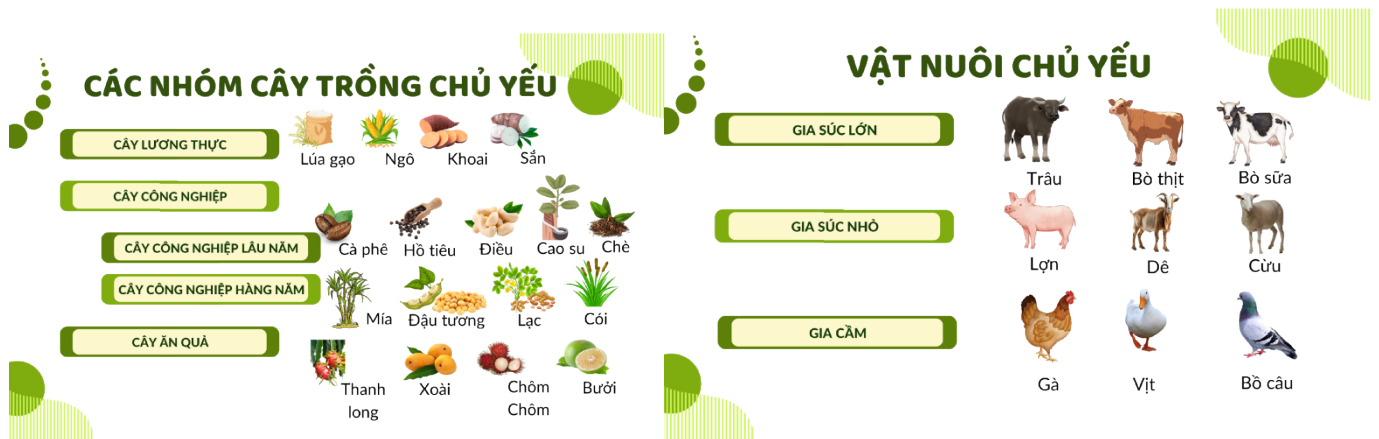 CÁC NHÓM CÂY TRỒNG CHỦ YẾU
CÂY LƯƠNG THỰC
Lúa gạo Ngô Khoai Sắn
CÂY CÔNG NGHIỆP
CÂY CÔNG NGHIỆP LÂU NĂM
Cà phê Hồ tiêu Điều Cao su Chè
CÂY CÔNG NGHIỆP HÀNG NĂM
Mía Đậu tương Lạc Cói
CÂY ĂN QUẢ
Thanh long Xoài Chôm Chôm Bưởi
VẬT NUÔI CHỦ YẾU
GIA SÚC LỚN
Trâu Bò thịt Bò sữa
GIA SÚC NHỎ
Lợn Dê Cừu
GIA CẦM
Gà Vịt Bồ câu